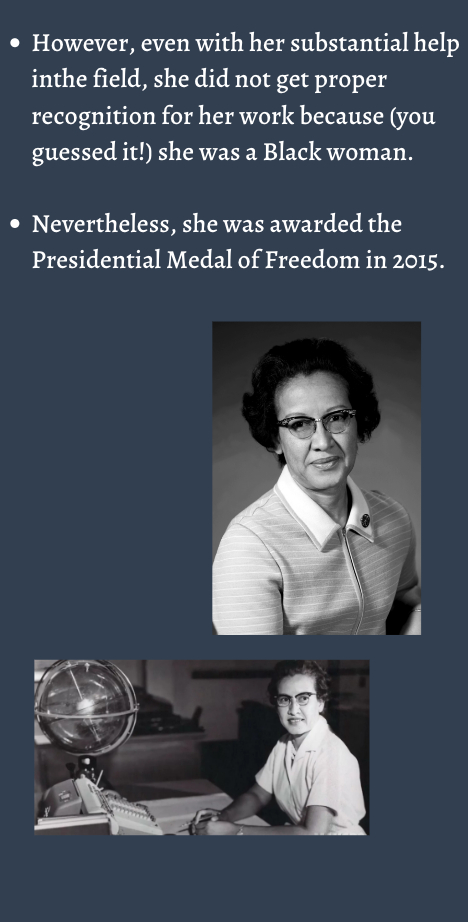 However, even with her substantial help
inthe field, she did not get proper
recognition for her work because (you
guessed it!) she was a Black woman.
Nevertheless, she was awarded the
Presidential Medal of Freedom in 2015.